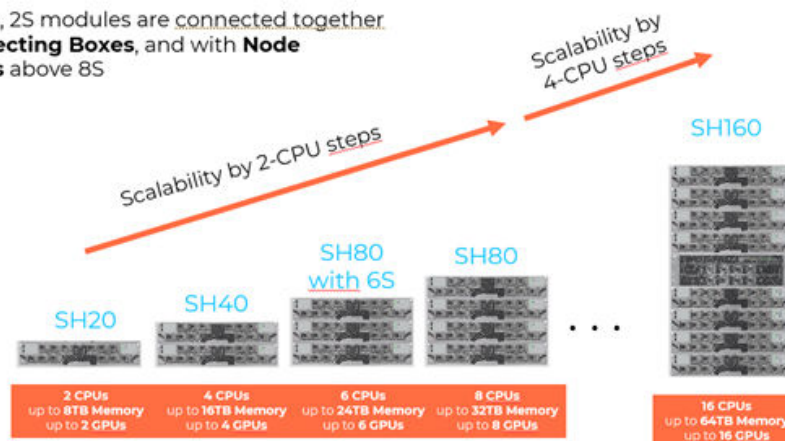 , 2S modules are connected together
ecting Boxes, and with Node
s above 8S
Scalability by 2-CPU steps
Scalability by
4-CPU steps
SH20
SH40
SH80
with 6S
SH80
. . .
SH160
2 CPUs
up to 8TB Memory
up to 2 GPUs
4 CPUs
up to 16TB Memory
up to 4 GPUs
6 CPUs
up to 24TB Memory
up to 6 GPUs
8 CPUs
up to 32TB Memory
up to 8 GPUs
16 CPUs
up to 64TB Memory
up to 16 GPUs